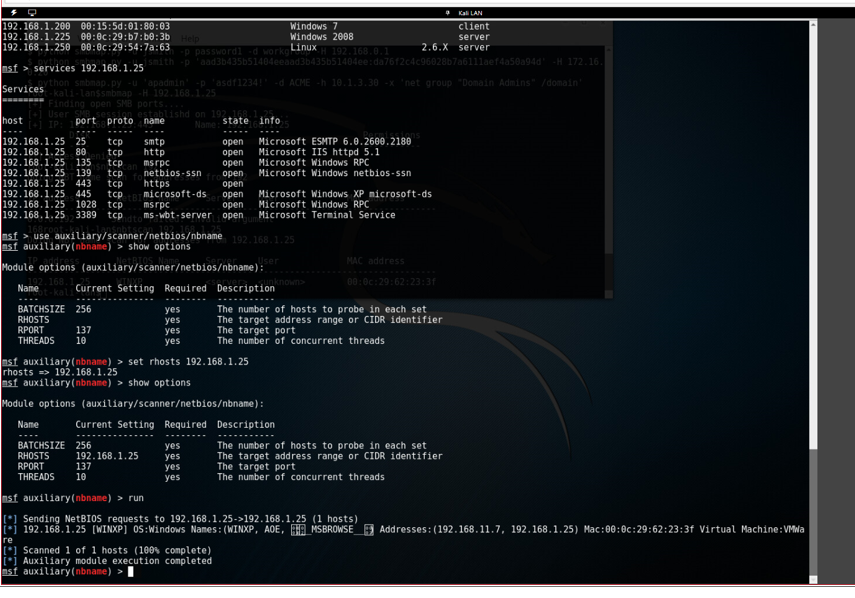 Kali LAN
192.168.1.200 00:15:5d:01:80:03 Windows 7 client
192.168.1.225 00:0c:29:b7:b0:3b Windows 2008 server
192.168.1.250 00:0c:29:54:7a:63 Linux 2.6.X server
msf > services 192.168.1.25
Services
========
host port proto name state info
---- ---- ----- ---- ----- ----
192.168.1.25 25 tcp smtp open Microsoft ESMTP 6.0.2600.2180
192.168.1.25 80 tcp http open Microsoft IIS httpd 5.1
192.168.1.25 135 tcp msrpc open Microsoft Windows RPC
192.168.1.25 139 tcp netbios-ssn open Microsoft Windows netbios-ssn
192.168.1.25 443 tcp https open
192.168.1.25 445 tcp microsoft-ds open Microsoft Windows XP microsoft-ds
192.168.1.25 1028 tcp msrpc open Microsoft Windows RPC
192.168.1.25 3389 tcp ms-wbt-server open Microsoft Terminal Service
msf > use auxiliary/scanner/netbios/nbname
msf auxiliary(nbname) > show options
Module options (auxiliary/scanner/netbios/nbname):
Name Current Setting Required Description
---- --------------- -------- -----------
BATCHSIZE 256 yes The number of hosts to probe in each set
RHOSTS yes The target address range or CIDR identifier
RPORT 137 yes The target port
THREADS 10 yes The number of concurrent threads
msf auxiliary(nbname) > set rhosts 192.168.1.25
rhosts => 192.168.1.25
msf auxiliary(nbname) > show options
Module options (auxiliary/scanner/netbios/nbname):
Name Current Setting Required Description
---- --------------- -------- -----------
BATCHSIZE 256 yes The number of hosts to probe in each set
RHOSTS 192.168.1.25 yes The target address range or CIDR identifier
RPORT 137 yes The target port
THREADS 10 yes The number of concurrent threads
msf auxiliary(nbname) > run
[*] Sending NetBIOS requests to 192.168.1.25->192.168.1.25 (1 hosts)
[*] 192.168.1.25 [WINXP] OS:Windows Names:(WINXP, AOE, __MSBROWSE__) Addresses:(192.168.11.7, 192.168.1.25) Mac:00:0c:29:62:23:3f Virtual Machine:VMWa
re
[*] Scanned 1 of 1 hosts (100% complete)
[*] Auxiliary module execution completed
msf auxiliary(nbname) >